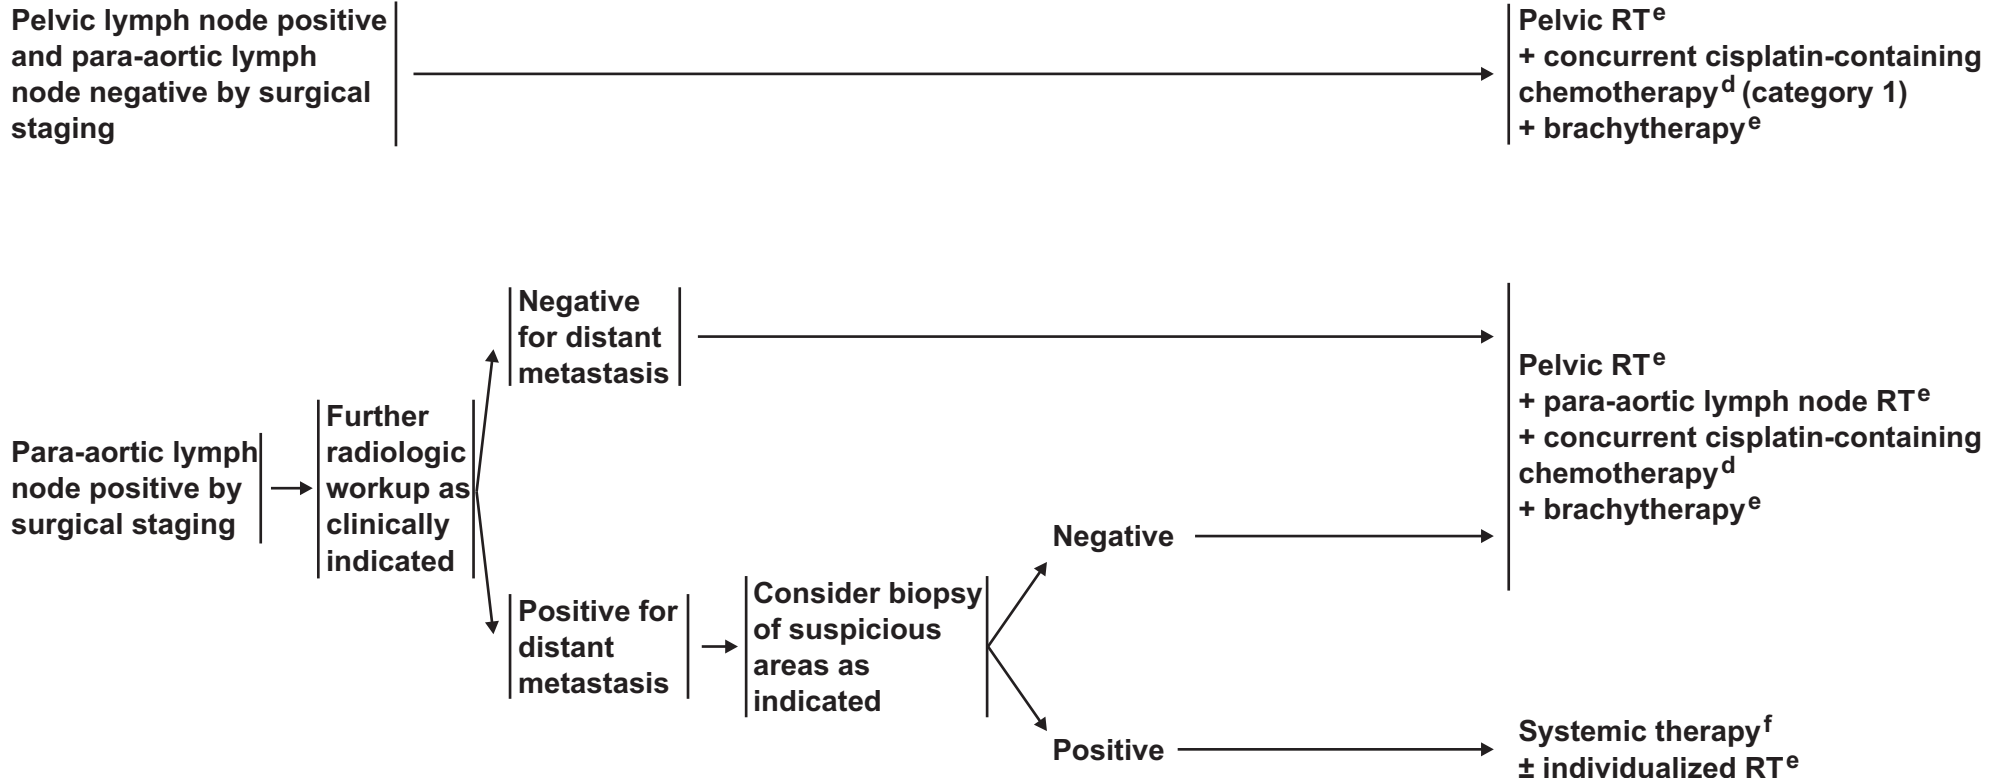 Pelvic lymph node positive
and para-aortic lymph
node negative by surgical
staging
Pelvic RTe
+ concurrent cisplatin-containing
chemotherapyd (category 1)
+ brachytherapye
Para-aortic lymph
node positive by
surgical staging
Further
radiologic
workup as
clinically
indicated
Negative
for distant
metastasis
Positive for
distant
metastasis
Consider biopsy
of suspicious
areas as
indicated
Negative
Positive
Pelvic RTe
+ para-aortic lymph node RTe
+ concurrent cisplatin-containing
chemotherapyd
+ brachytherapye
Systemic therapyf
± individualized RTe